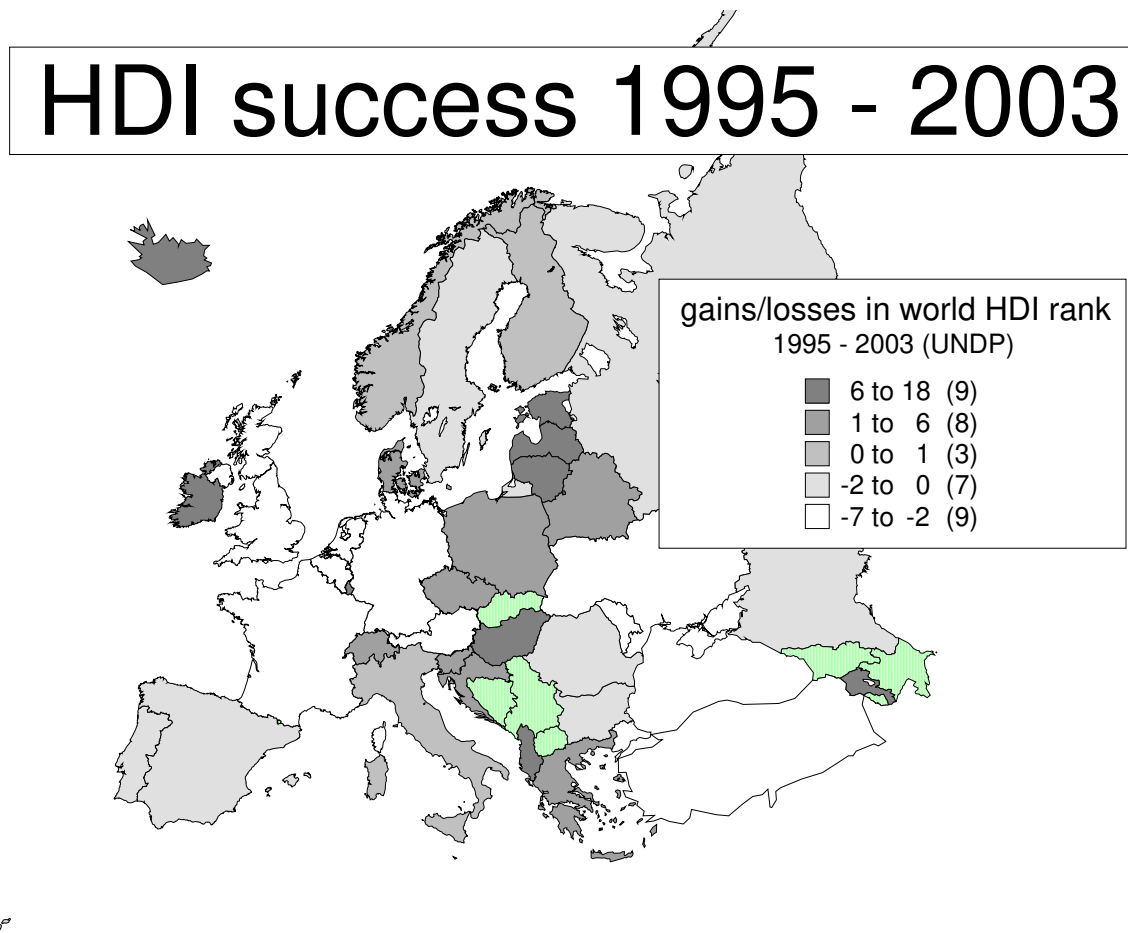 HDI success 1995 - 2003
gains/losses in world HDI rank
1995 - 2003 (UNDP)
6 to 18 (9)
1 to 6 (8)
0 to 1 (3)
-2 to 0 (7)
-7 to -2 (9)